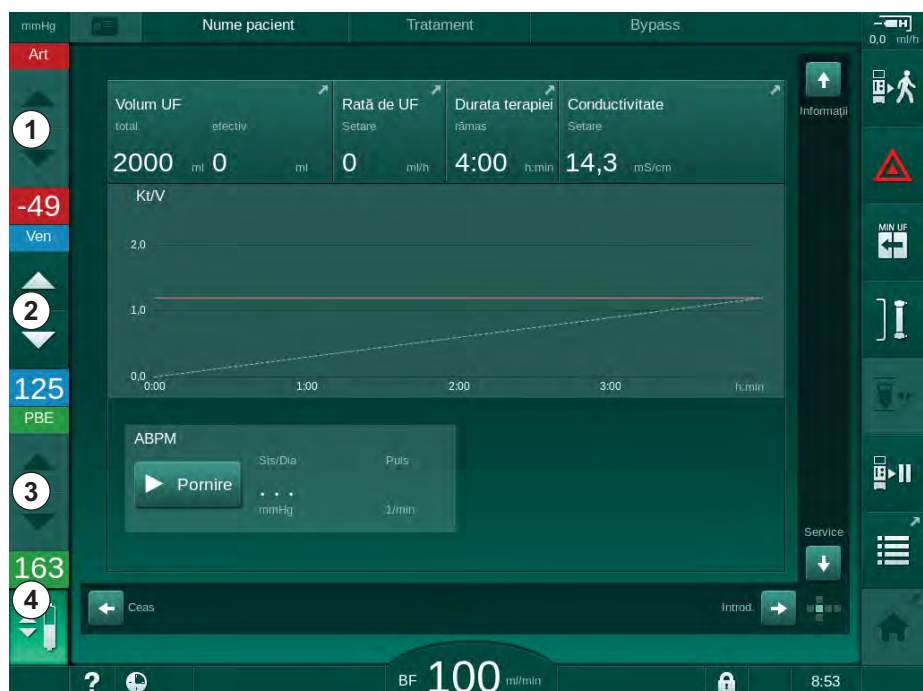 mmHg
Nume pacient
Tratament
Bypass
0,0 ml/h
Art
1
-49
Ven
2
125
PBE
3
163
4
Volum UF
total efectiv
2000 ml 0 ml
Rată de UF
Setare
0 ml/h
Durata terapiei
rămas
4:00 h:min
Conductivitate
Setare
14,3 mS/cm
Informații
Kt/V
2,0
1,0
0,0
0:00 1:00 2:00 3:00 h:min
ABPM
Pornire
Sis/Dia
. . .
mmHg
Puls
1/min
MIN UF
Service
Ceas
Introd.
?
BF 100 ml/min
8:53